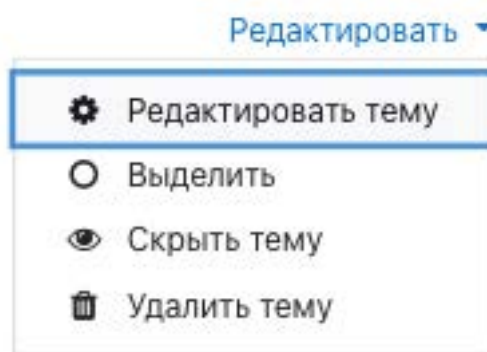 Редактировать
Редактировать тему
Выделить
Скрыть тему
Удалить тему